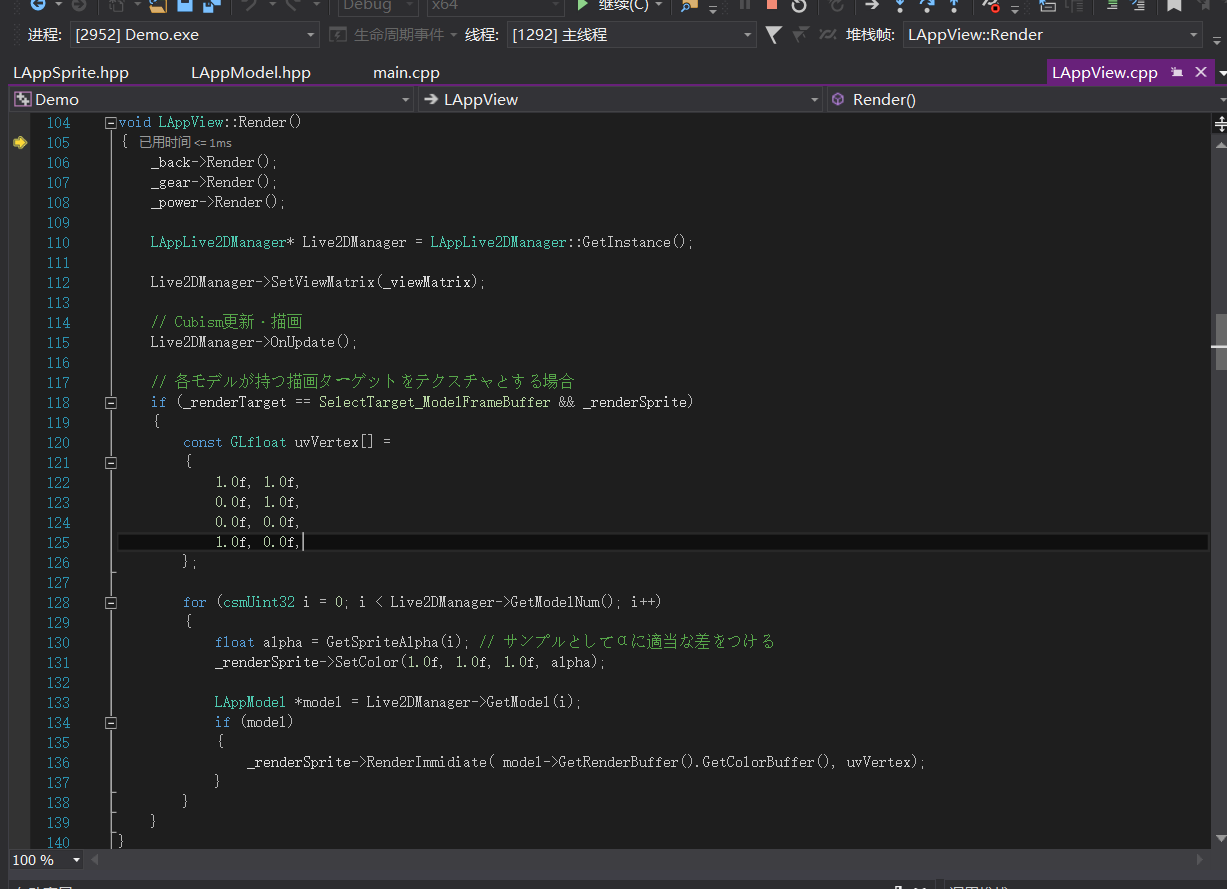 Debug x64 继续(C)
进程: [2952] Demo.exe 生命周期事件 线程: [1292] 主线程 堆栈帧: LAppView::Render
LAppSprite.hpp LAppModel.hpp main.cpp LAppView.cpp
Demo LAppView Render()
104 void LAppView::Render()
105 { 已用时间 <= 1ms
106 _back->Render();
107 _gear->Render();
108 _power->Render();
109
110 LAppLive2DManager* Live2DManager = LAppLive2DManager::GetInstance();
111
112 Live2DManager->SetViewMatrix(_viewMatrix);
113
114 // Cubism更新・描画
115 Live2DManager->OnUpdate();
116
117 // 各モデルが持つ描画ターゲットをテクスチャとする場合
118 if (_renderTarget == SelectTarget_ModelFrameBuffer && _renderSprite)
119 {
120 const GLfloat uvVertex[] =
121 {
122 1.0f, 1.0f,
123 0.0f, 1.0f,
124 0.0f, 0.0f,
125 1.0f, 0.0f,
126 };
127
128 for (csmUint32 i = 0; i < Live2DManager->GetModelNum(); i++)
129 {
130 float alpha = GetSpriteAlpha(i); // サンプルとしてαに適当な差をつける
131 _renderSprite->SetColor(1.0f, 1.0f, 1.0f, alpha);
132
133 LAppModel *model = Live2DManager->GetModel(i);
134 if (model)
135 {
136 _renderSprite->RenderImmidiate( model->GetRenderBuffer().GetColorBuffer(), uvVertex);
137 }
138 }
139 }
140 }
100 %